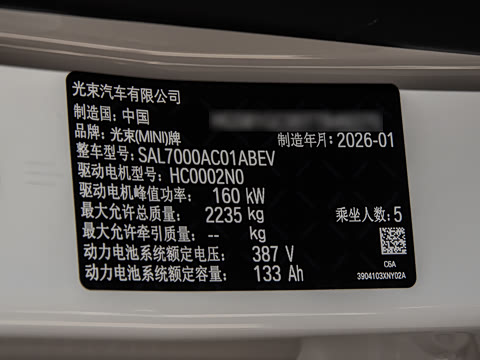 光束汽车有限公司
制造国: 中国
品牌: 光束(MINI)牌 制造年月: 2026-01
整车型号: SAL7000AC01ABEV
驱动电机型号: HC0002N0
驱动电机峰值功率: 160 kW
最大允许总质量: 2235 kg 乘坐人数: 5
最大允许牵引质量: -- kg
动力电池系统额定电压: 387 V
动力电池系统额定容量: 133 Ah
C6A
3904103XNY02A